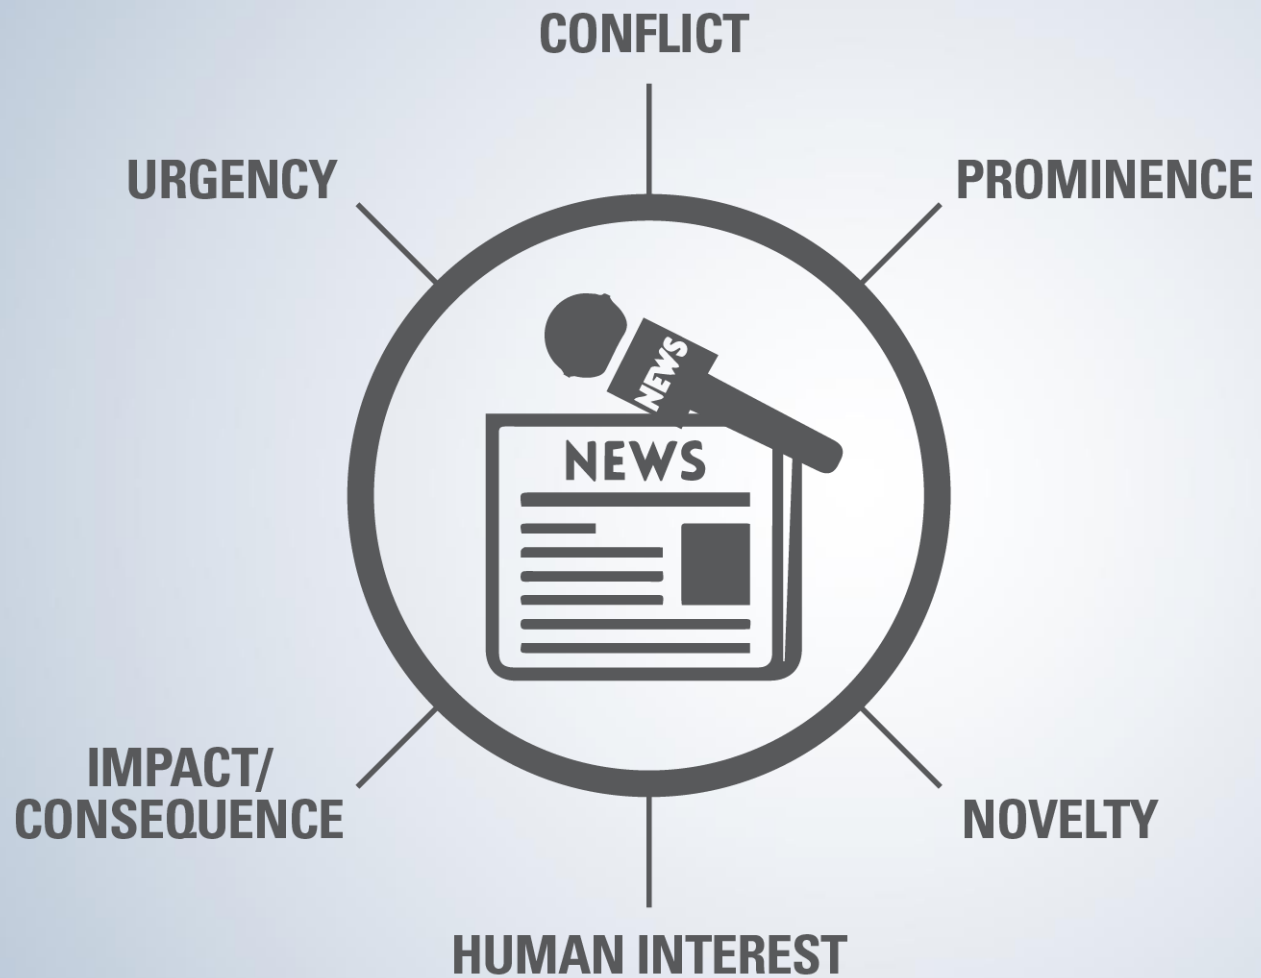 CONFLICT
URGENCY
PROMINENCE
NEWS
NEWS
IMPACT/
CONSEQUENCE
NOVELTY
HUMAN INTEREST